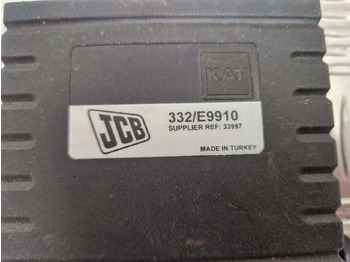 KAT
JCB
332/E9910
SUPPLIER REF: 33997
MADE IN TURKEY